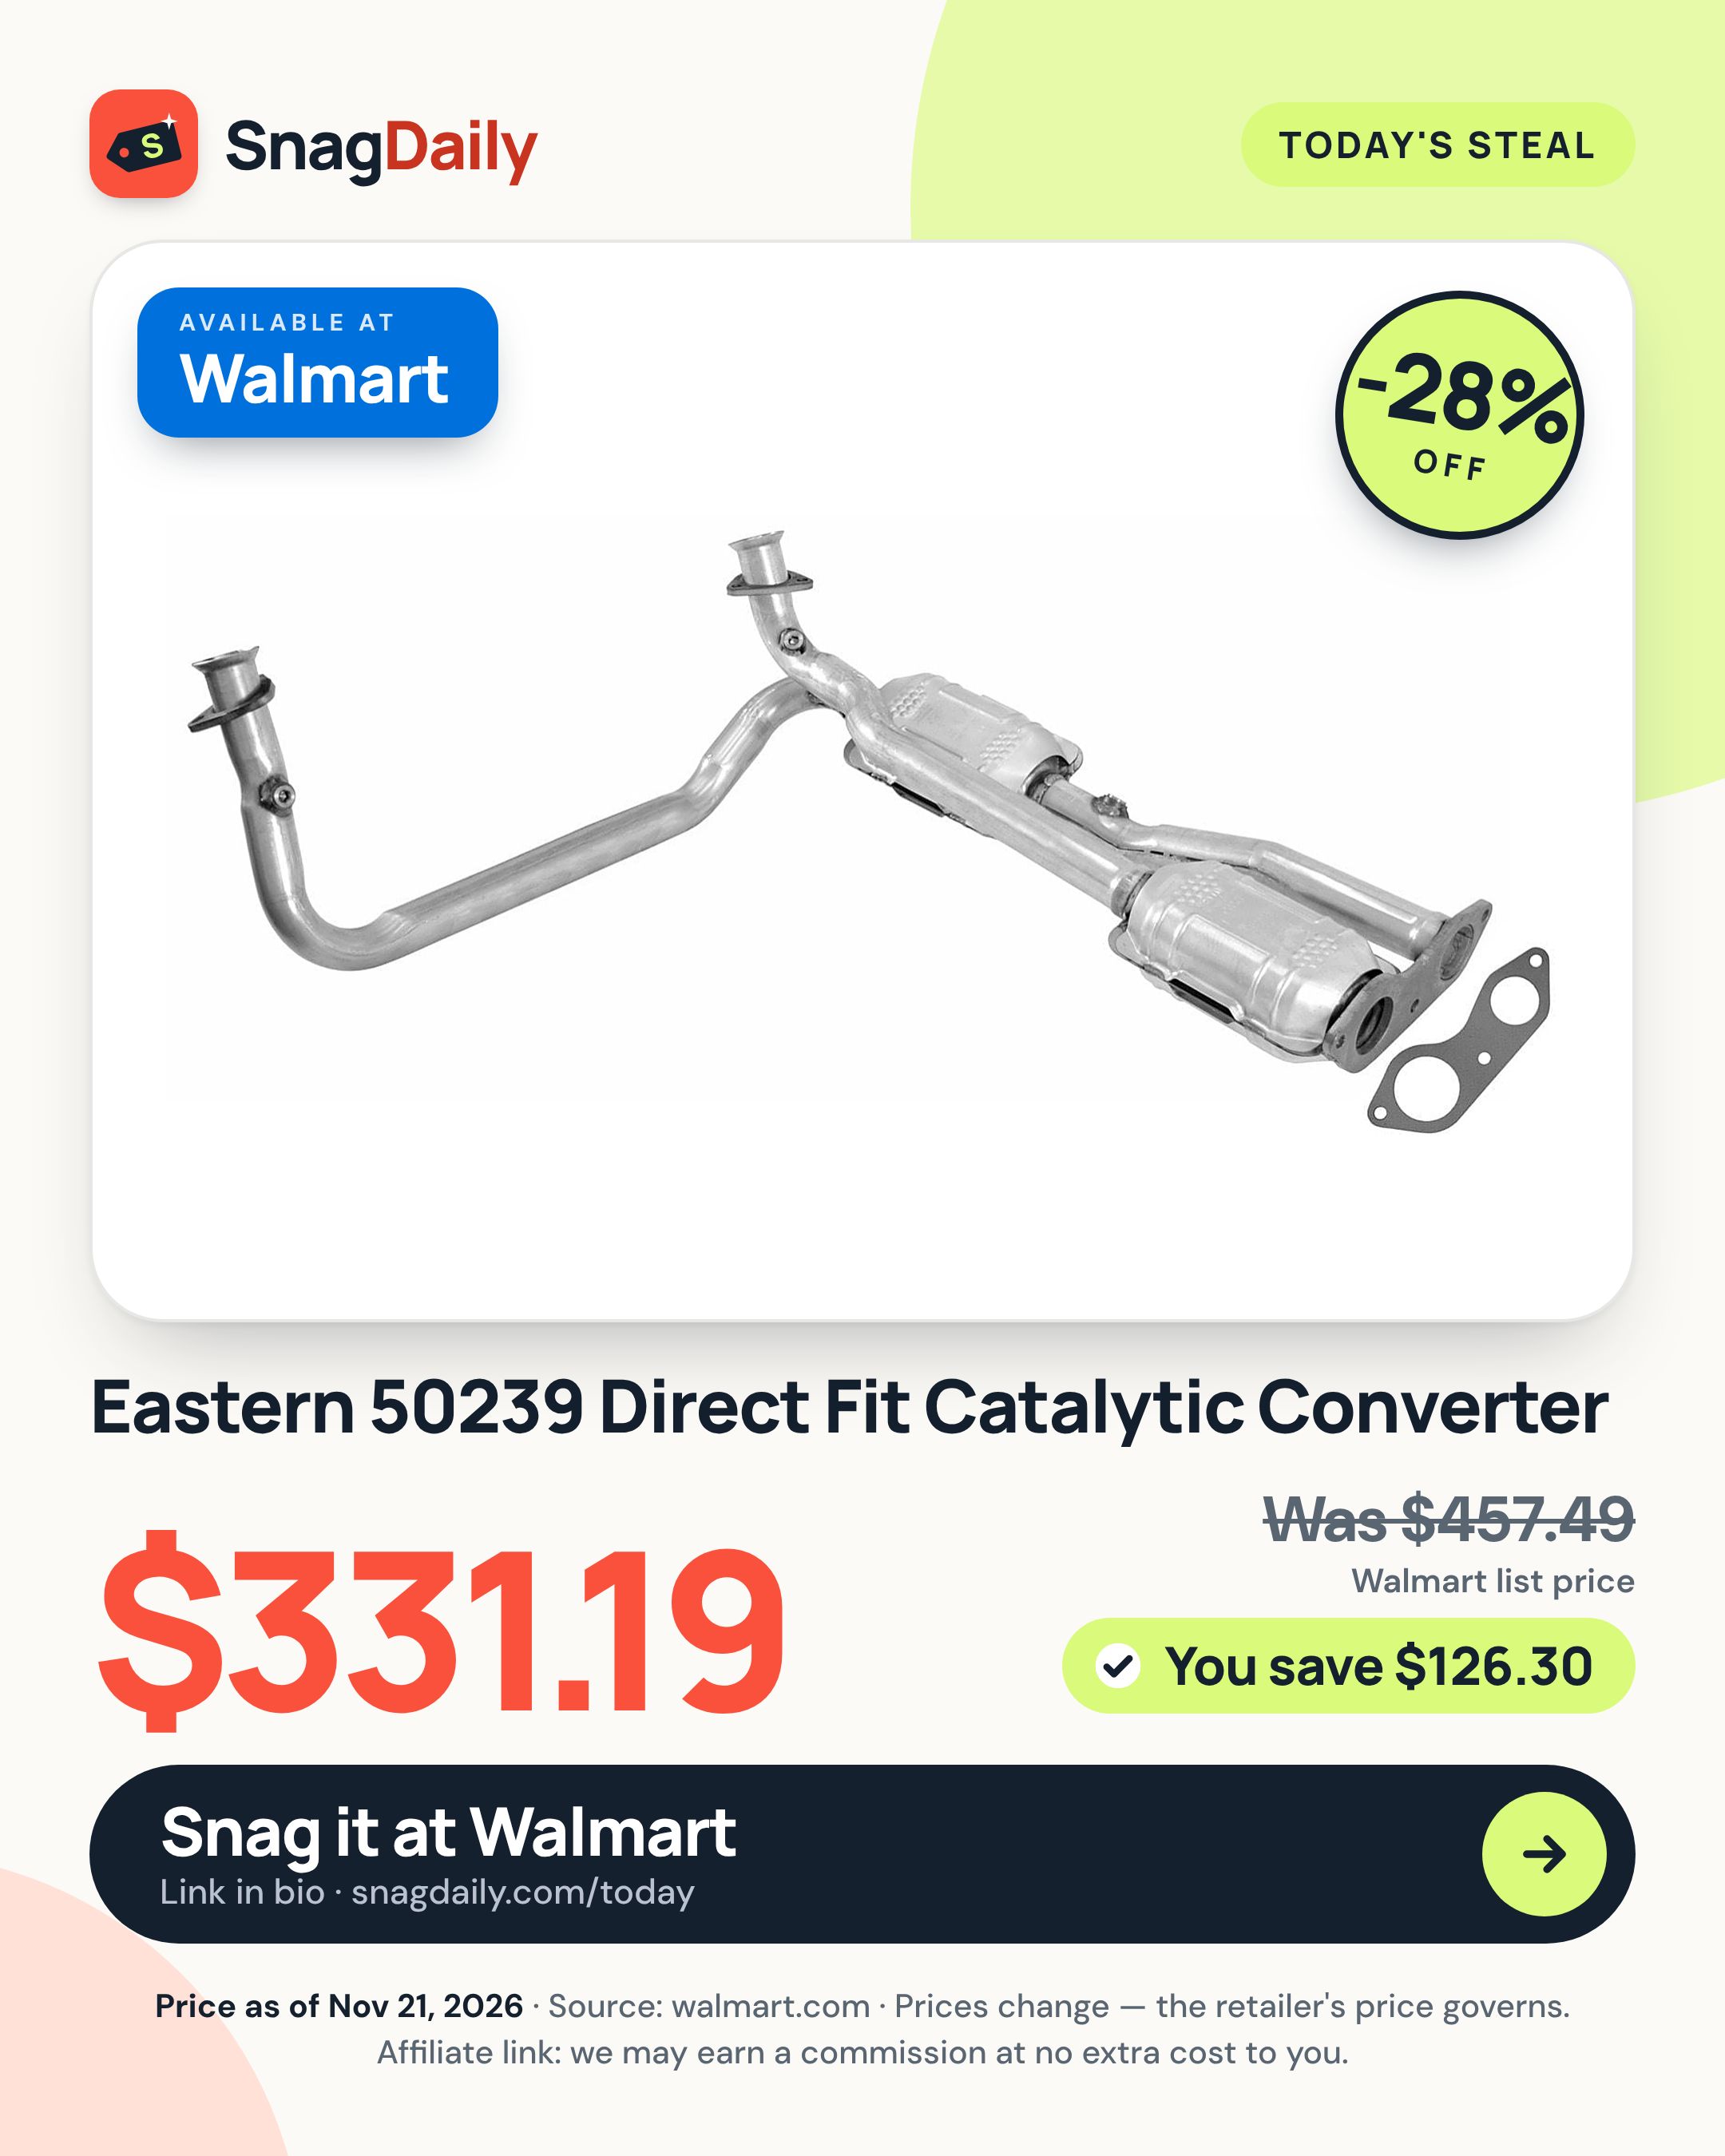 S
SnagDaily
TODAY'S STEAL
AVAILABLE AT
Walmart
-28%
OFF
Eastern 50239 Direct Fit Catalytic Converter
$331.19
Was $457.49
Walmart list price
You save $126.30
Snag it at Walmart
Link in bio · snagdaily.com/today
Price as of Nov 21, 2026 · Source: walmart.com · Prices change — the retailer's price governs.
Affiliate link: we may earn a commission at no extra cost to you.